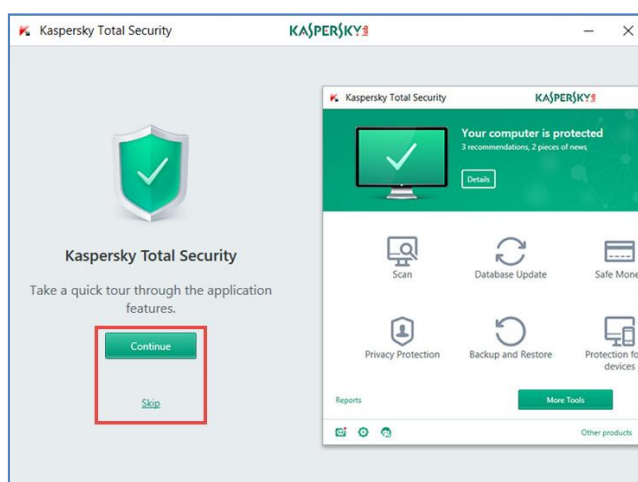 Kaspersky Total Security
KASPERSKY lab
Kaspersky Total Security
Take a quick tour through the application
features.
Continue
Skip
Kaspersky Total Security
KASPERSKY
Your computer is protected
3 recommendations, 2 pieces of news
Details
Scan
Database Update
Safe Mone
Privacy Protection
Backup and Restore
Protection fo
devices
Reports
More Tools
Other products